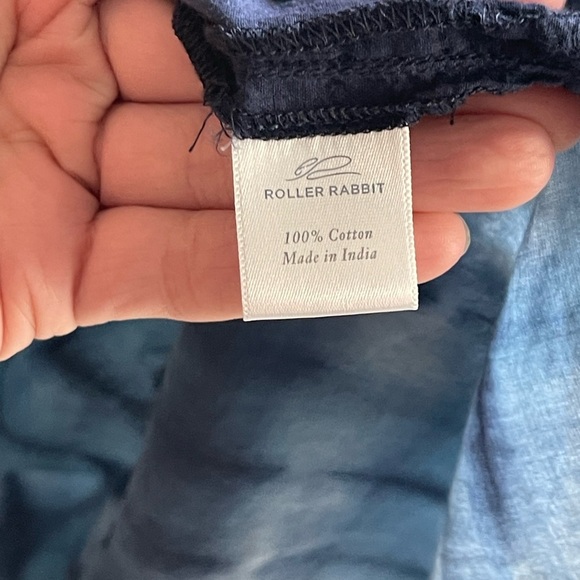 ROLLER RABBIT
100% Cotton
Made in India